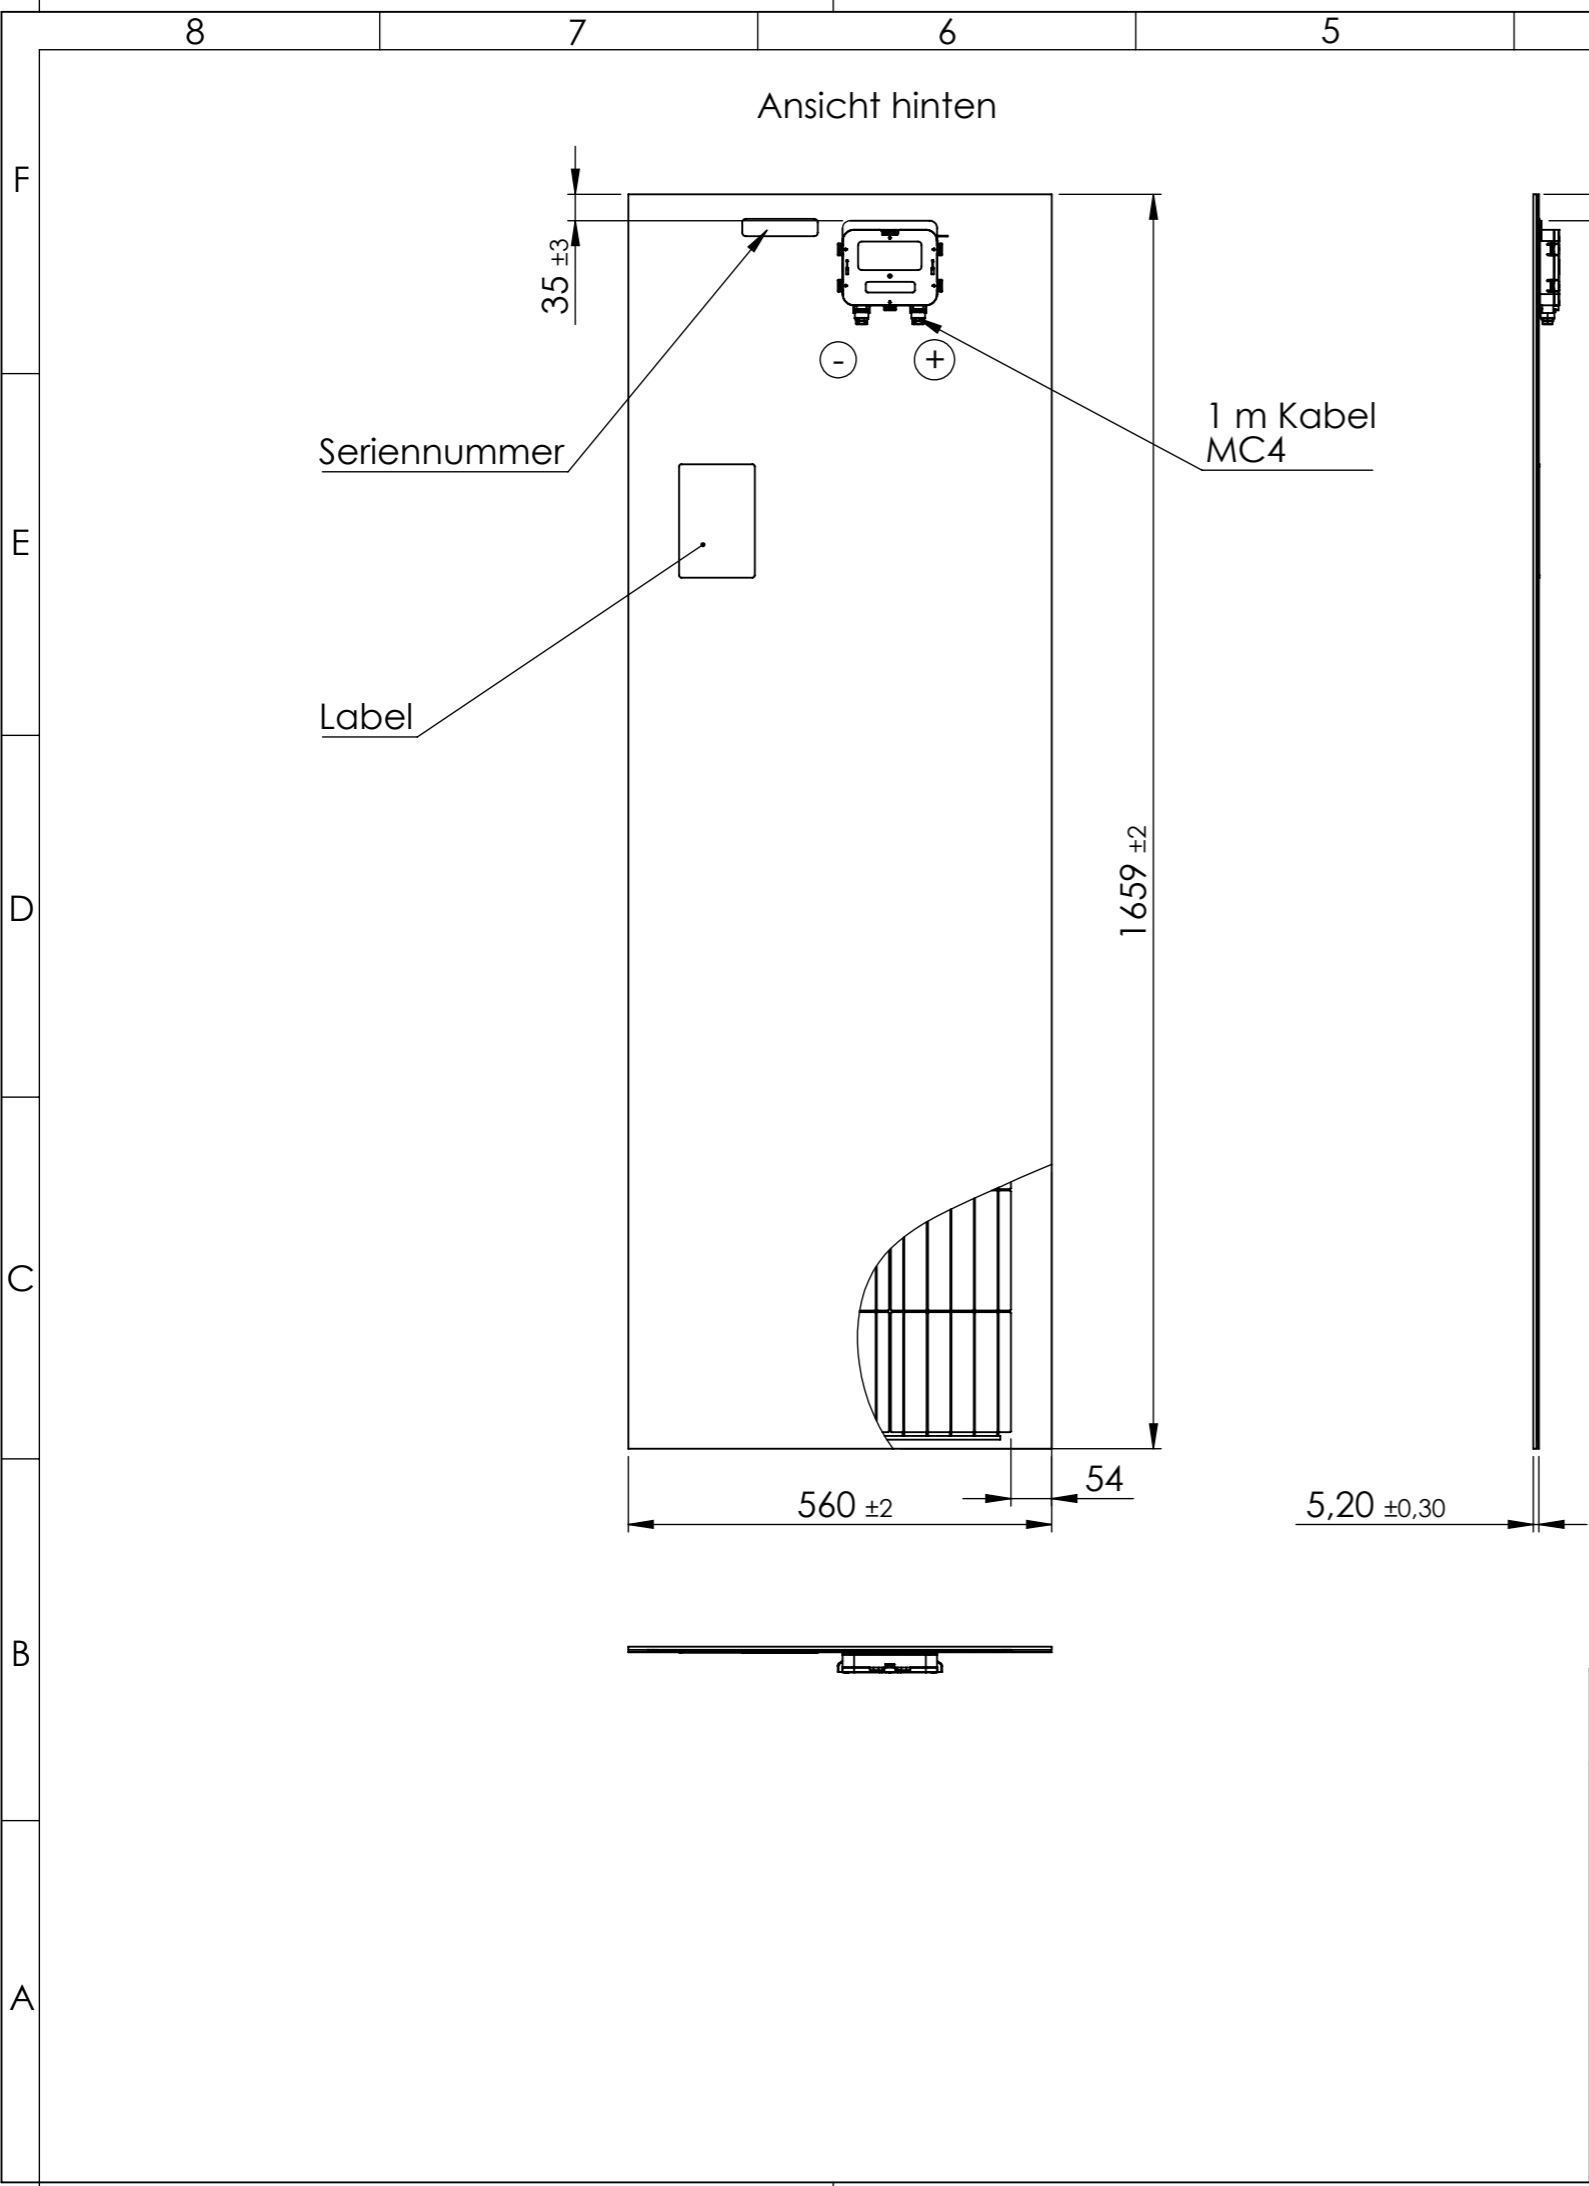 8 7 6 5
Ansicht hinten
F
35 ±3
- +
1 m Kabel
MC4
Seriennummer
E
Label
1659 ±2
D
C
54
560 ±2
5,20 ±0,30
B
A